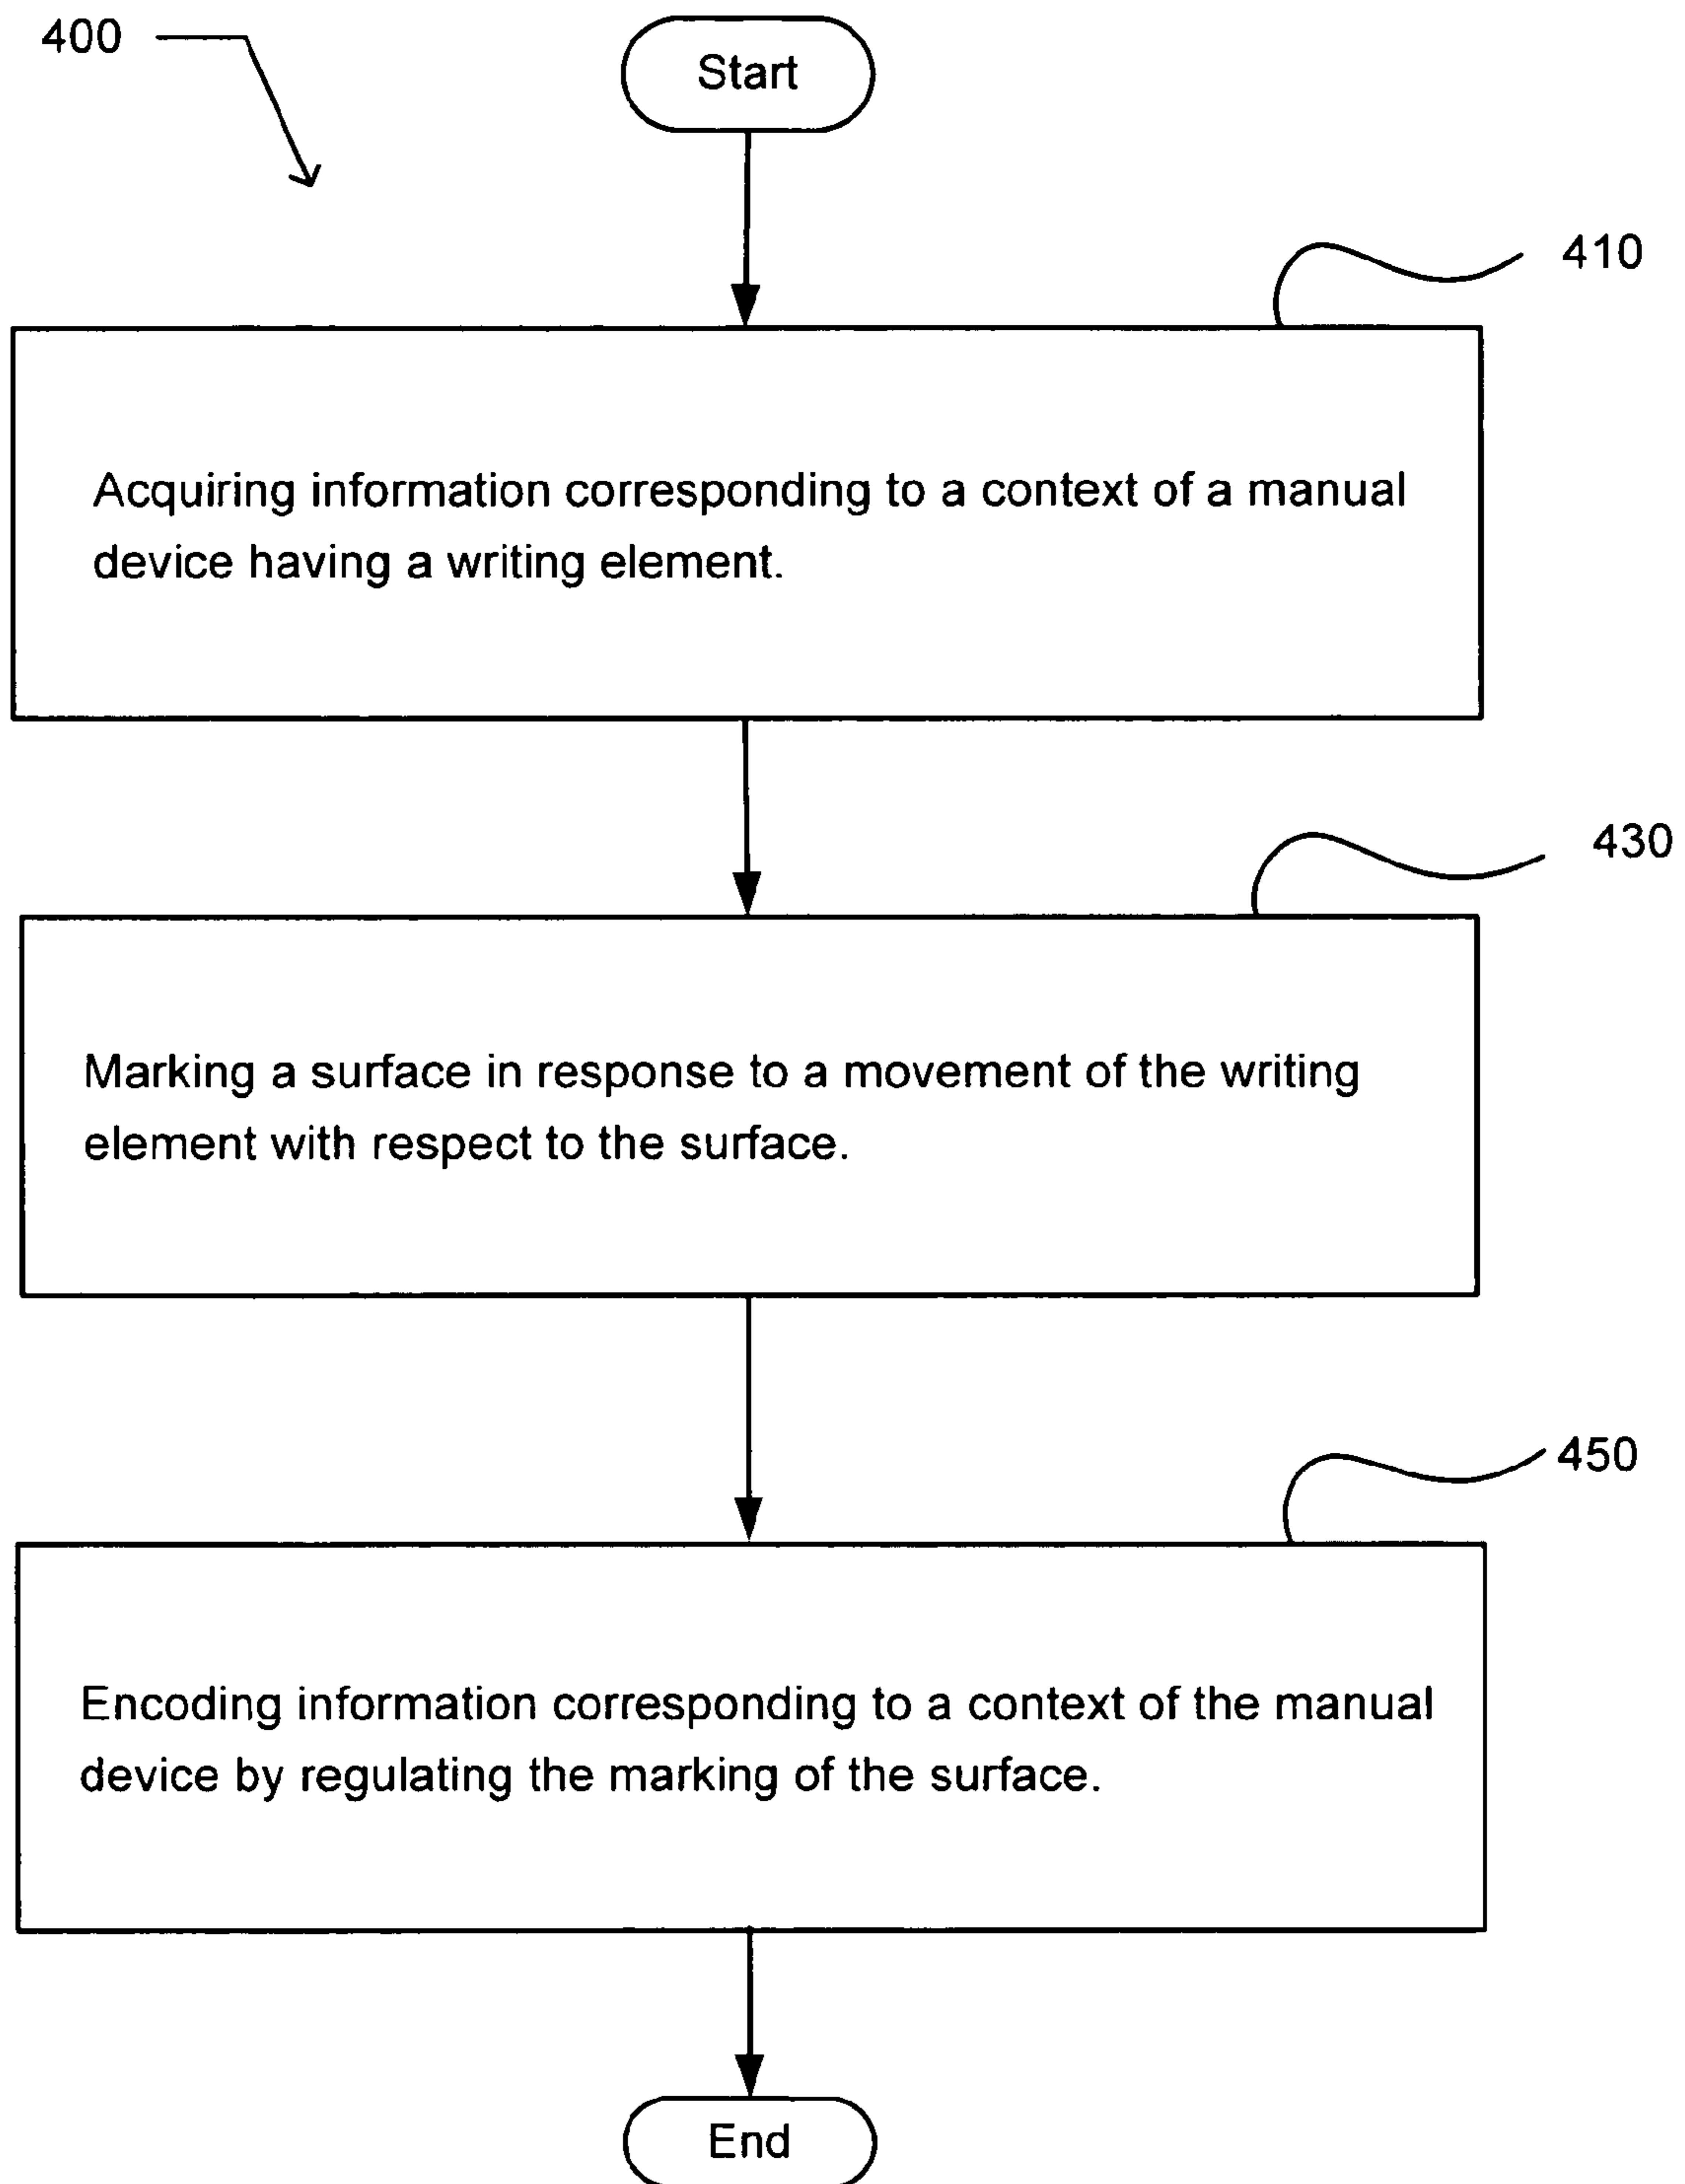 400
Start
410
Acquiring information corresponding to a context of a manual
device having a writing element.
430
Marking a surface in response to a movement of the writing
element with respect to the surface.
450
Encoding information corresponding to a context of the manual
device by regulating the marking of the surface.
End